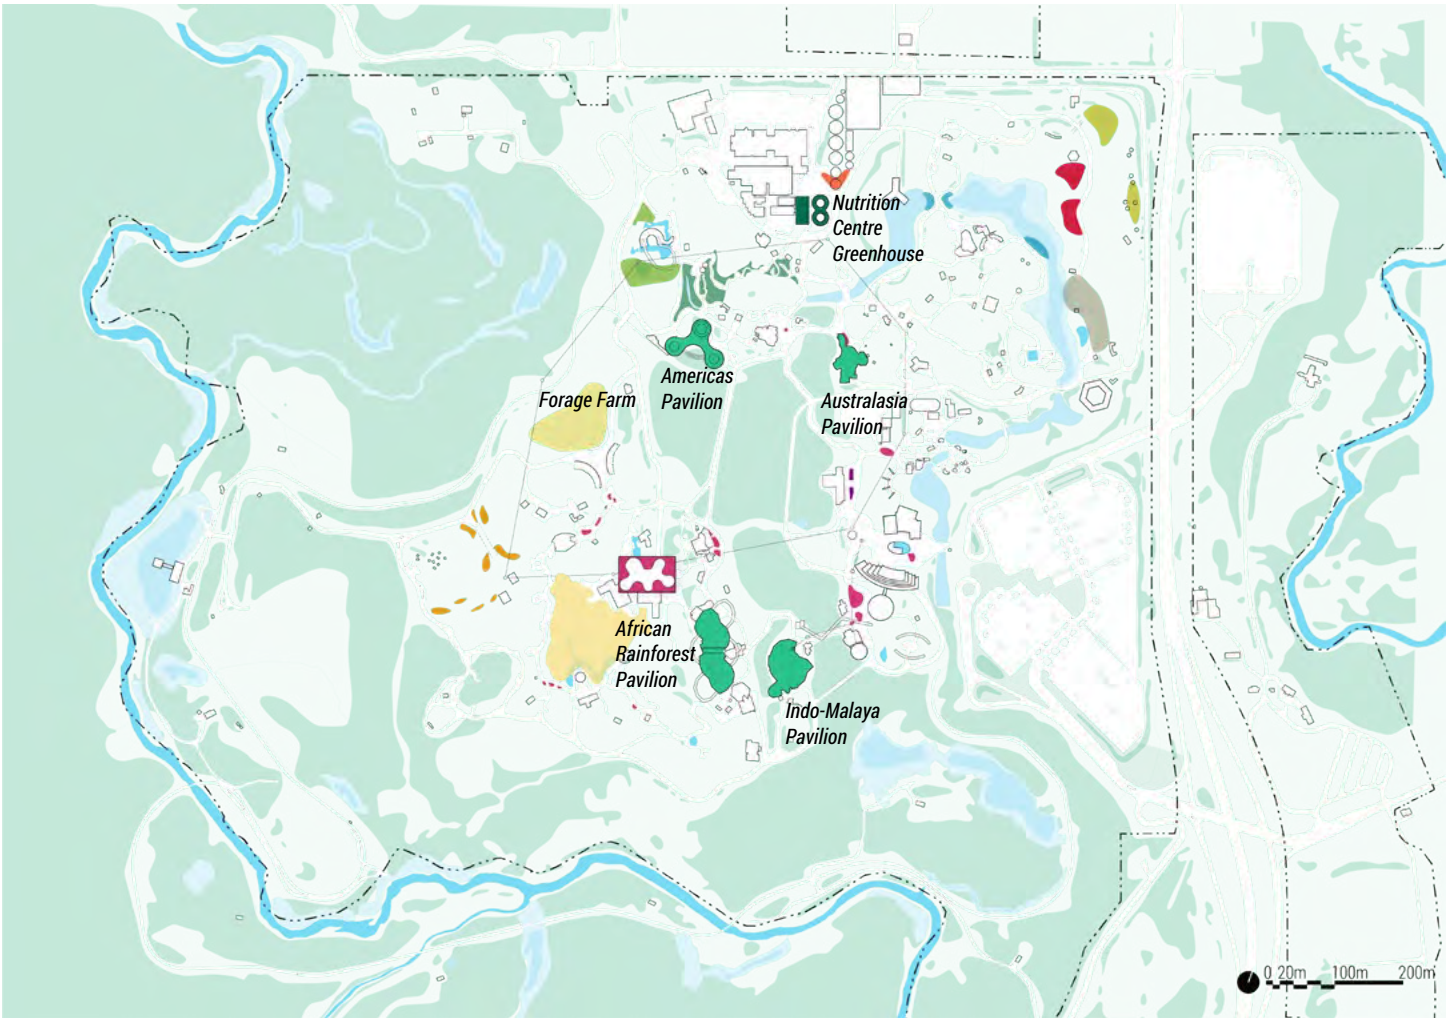 Nutrition
Centre
Greenhouse
Americas
Pavilion
Forage Farm
Australasia
Pavilion
African
Rainforest
Pavilion
Indo-Malaya
Pavilion
0 20m 100m 200m